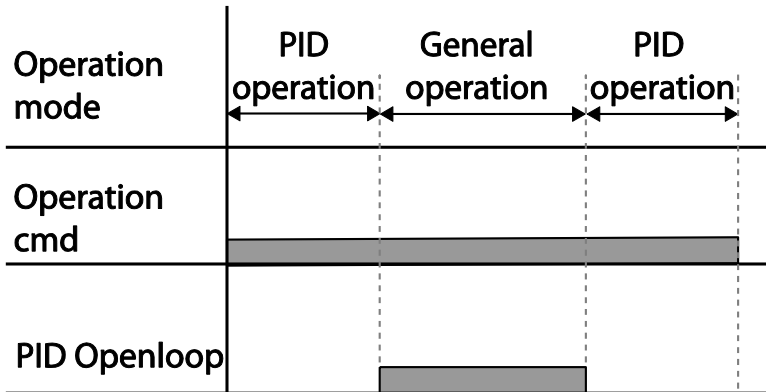 Operation
mode
PID
operation
General
operation
PID
operation
Operation
cmd
PID Openloop